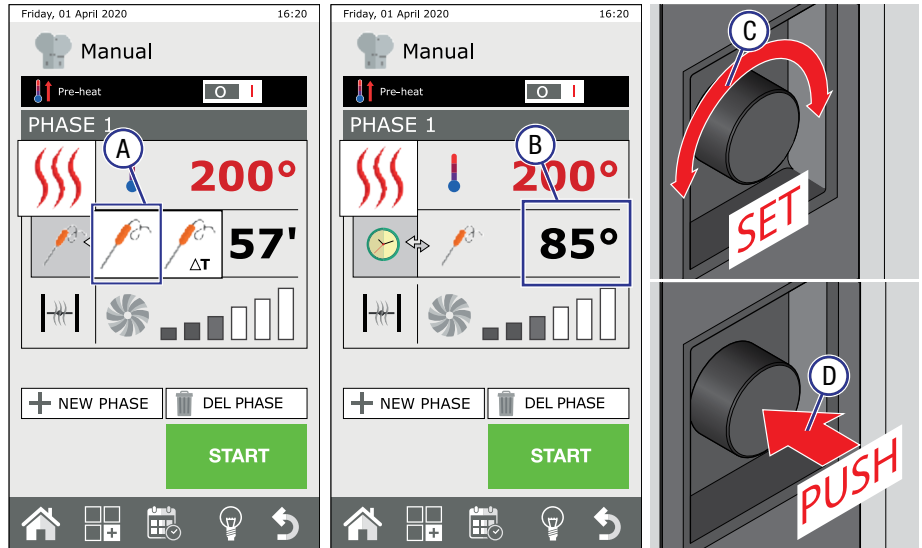 Friday, 01 April 2020 16:20
Manual
Pre-heat O I
PHASE 1
A
200°
57'
ΔT
NEW PHASE DEL PHASE
START
Friday, 01 April 2020 16:20
Manual
Pre-heat O I
PHASE 1
B
200°
85°
NEW PHASE DEL PHASE
START
C
SET
D
PUSH